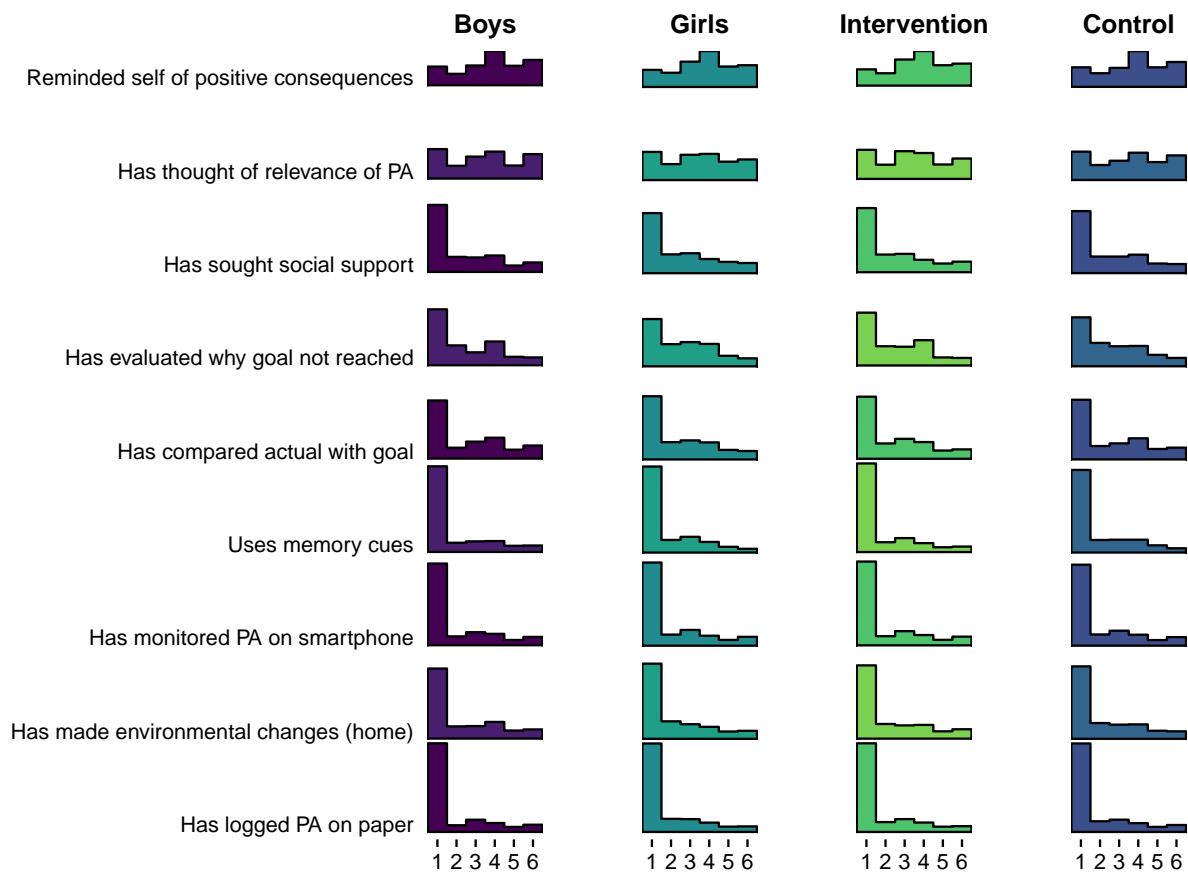 Boys Girls Intervention Control
Reminded self of positive consequences
Has thought of relevance of PA
Has sought social support
Has evaluated why goal not reached
Has compared actual with goal
Uses memory cues
Has monitored PA on smartphone
Has made environmental changes (home)
Has logged PA on paper
1 2 3 4 5 6 1 2 3 4 5 6 1 2 3 4 5 6 1 2 3 4 5 6